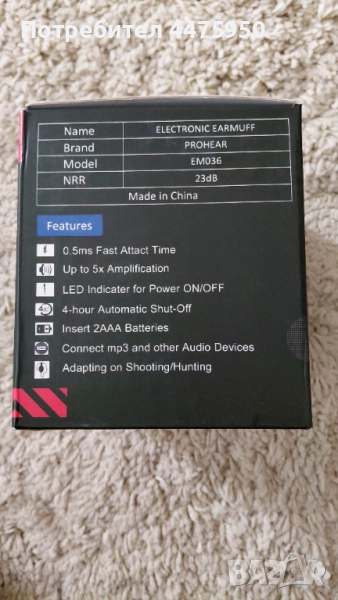 Потребител 4475950
Name ELECTRONIC EARMUFF
Brand PROHEAR
Model EM036
NRR 23dB
Made in China
Features
0.5ms Fast Attact Time
Up to 5x Amplification
LED Indicater for Power ON/OFF
4-hour Automatic Shut-Off
Insert 2AAA Batteries
Connect mp3 and other Audio Devices
Adapting on Shooting/Hunting
BAZAR